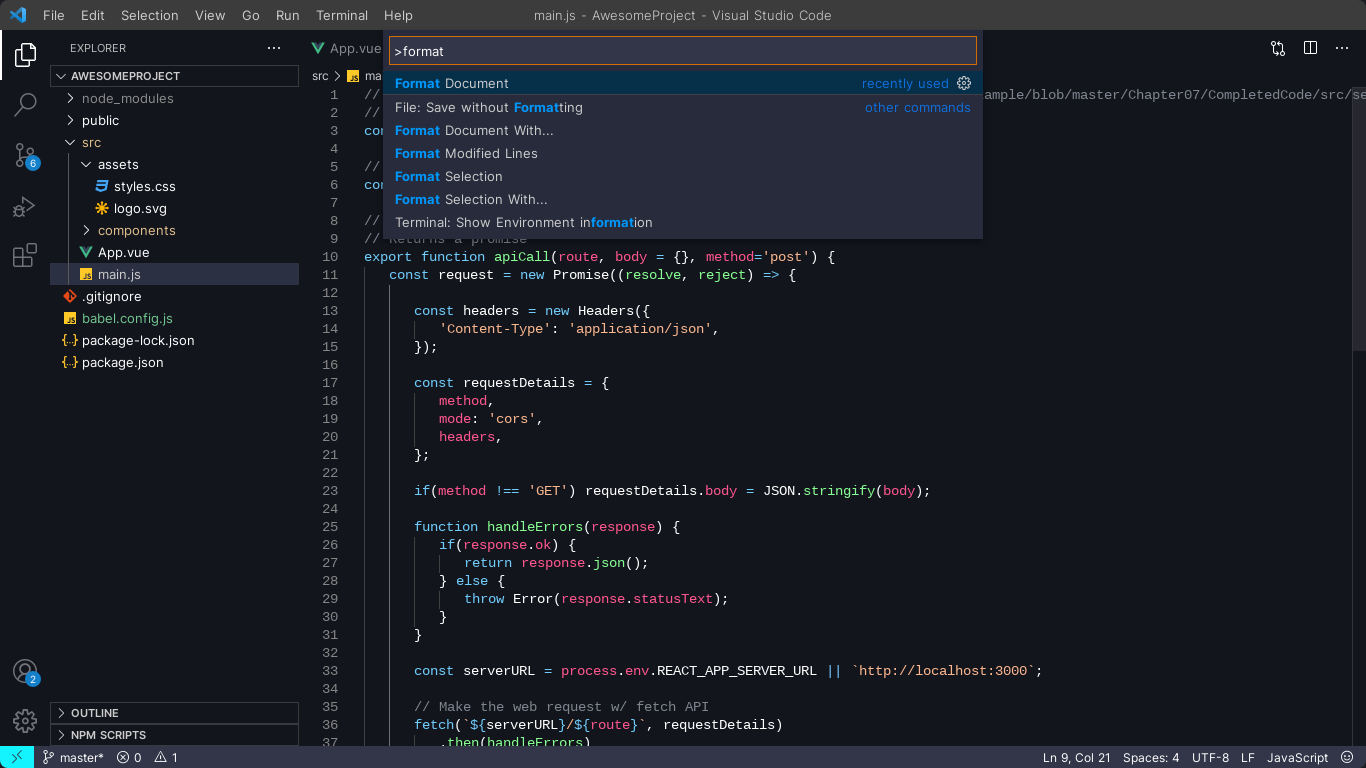 File Edit Selection View Go Run Terminal Help main.js - AwesomeProject - Visual Studio Code
EXPLORER
AWESOMEPROJECT
node_modules
public
src
assets
styles.css
logo.svg
components
App.vue
main.js
.gitignore
babel.config.js
package-lock.json
package.json
OUTLINE
NPM SCRIPTS
6
2
App.vue
src > JS ma
>format
Format Document recently used
File: Save without Formatting other commands
Format Document With...
Format Modified Lines
Format Selection
Format Selection With...
Terminal: Show Environment information
1 // ample/blob/master/Chapter07/CompletedCode/src/se
2 //
3 con
4
5 //
6 con
7
8 //
9 // Returns a promise
10 export function apiCall(route, body = {}, method='post') {
11 const request = new Promise((resolve, reject) => {
12
13 const headers = new Headers({
14 'Content-Type': 'application/json',
15 });
16
17 const requestDetails = {
18 method,
19 mode: 'cors',
20 headers,
21 };
22
23 if(method !== 'GET') requestDetails.body = JSON.stringify(body);
24
25 function handleErrors(response) {
26 if(response.ok) {
27 return response.json();
28 } else {
29 throw Error(response.statusText);
30 }
31 }
32
33 const serverURL = process.env.REACT_APP_SERVER_URL || `http://localhost:3000`;
34
35 // Make the web request w/ fetch API
36 fetch(`${serverURL}/${route}`, requestDetails)
37 .then(handleErrors)
master* 0 1 Ln 9, Col 21 Spaces: 4 UTF-8 LF JavaScript